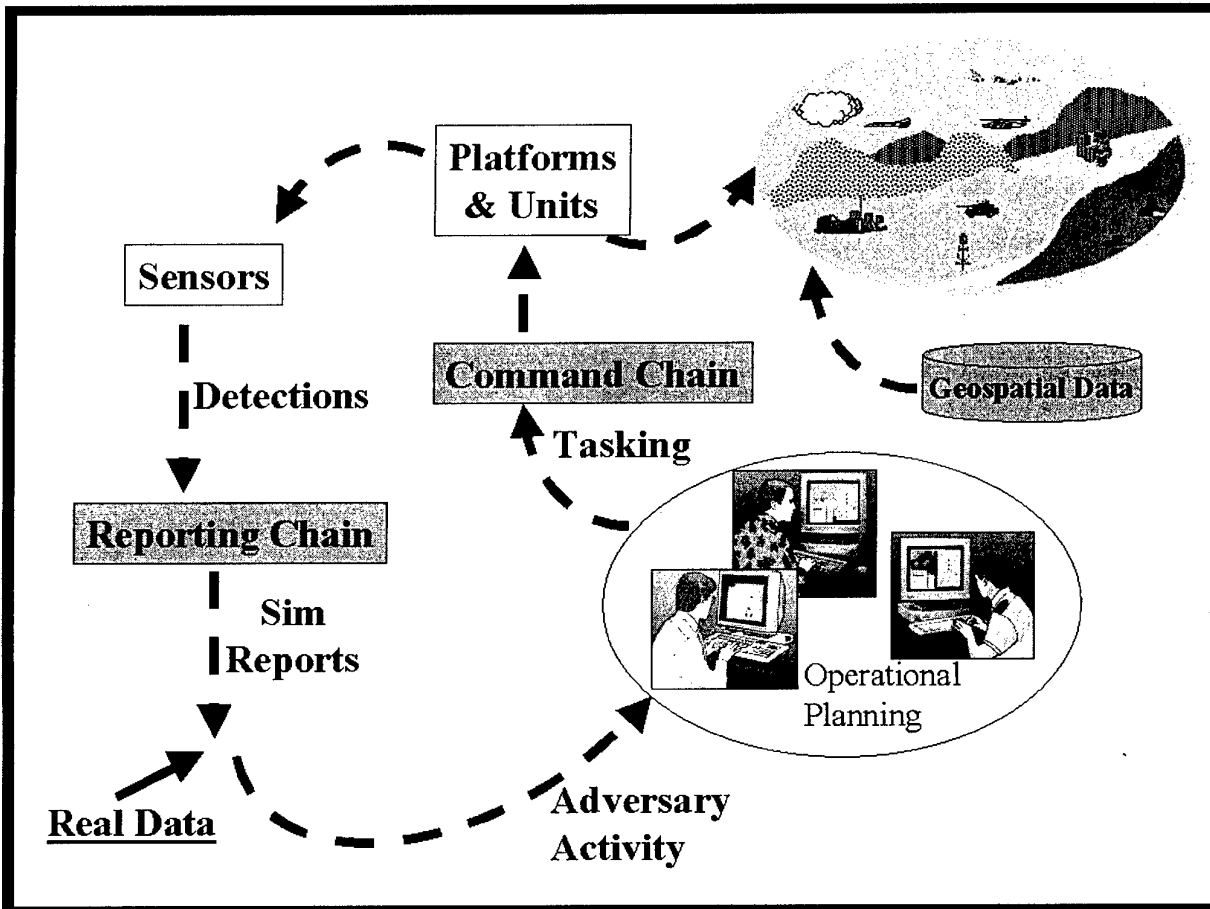 Platforms
& Units
Sensors
Command Chain
Geospatial Data
Detections
Tasking
Reporting Chain
Sim
Reports
Operational
Planning
Real Data
Adversary
Activity